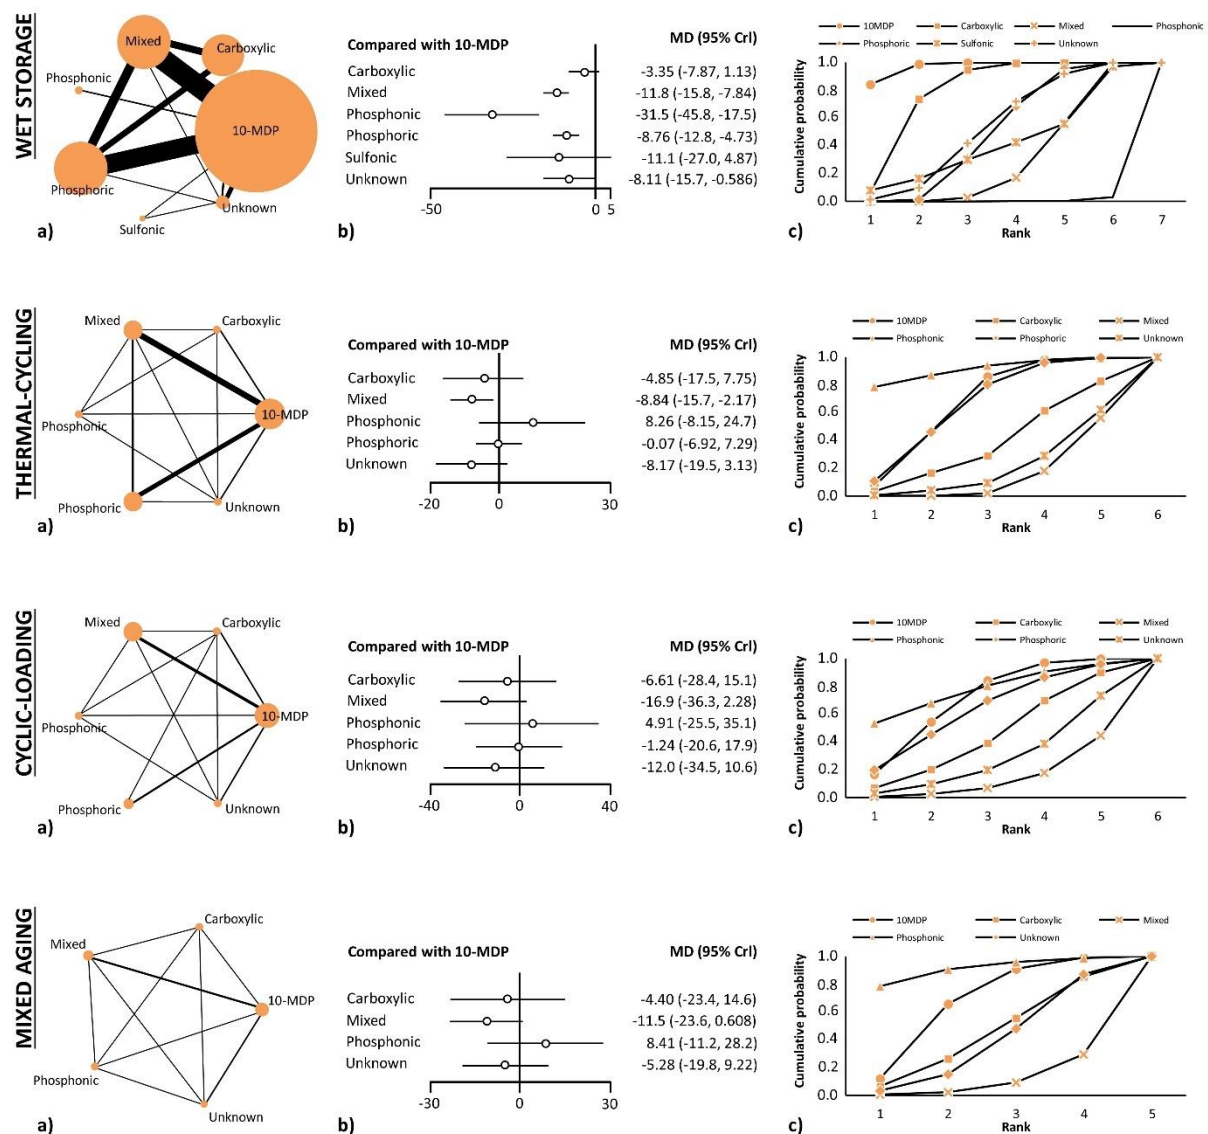 WET STORAGE
Mixed
Carboxylic
Phosphonic
10-MDP
Phosphoric
Unknown
Sulfonic
a)
Compared with 10-MDP MD (95% CrI)
Carboxylic -3.35 (-7.87, 1.13)
Mixed -11.8 (-15.8, -7.84)
Phosphonic -31.5 (-45.8, -17.5)
Phosphoric -8.76 (-12.8, -4.73)
Sulfonic -11.1 (-27.0, 4.87)
Unknown -8.11 (-15.7, -0.586)
-50 0 5
b)
10MDP Carboxylic Mixed Phosphonic
Phosphoric Sulfonic Unknown
Cumulative probability
1.0
0.8
0.6
0.4
0.2
0.0
1 2 3 4 5 6 7
Rank
c)
THERMAL-CYCLING
Mixed
Carboxylic
Phosphonic
10-MDP
Phosphoric
Unknown
a)
Compared with 10-MDP MD (95% CrI)
Carboxylic -4.85 (-17.5, 7.75)
Mixed -8.84 (-15.7, -2.17)
Phosphonic 8.26 (-8.15, 24.7)
Phosphoric -0.07 (-6.92, 7.29)
Unknown -8.17 (-19.5, 3.13)
-20 0 30
b)
10MDP Carboxylic Mixed
Phosphonic Phosphoric Unknown
Cumulative probability
1.0
0.8
0.6
0.4
0.2
0.0
1 2 3 4 5 6
Rank
c)
CYCLIC-LOADING
Mixed
Carboxylic
Phosphonic
10-MDP
Phosphoric
Unknown
a)
Compared with 10-MDP MD (95% CrI)
Carboxylic -6.61 (-28.4, 15.1)
Mixed -16.9 (-36.3, 2.28)
Phosphonic 4.91 (-25.5, 35.1)
Phosphoric -1.24 (-20.6, 17.9)
Unknown -12.0 (-34.5, 10.6)
-40 0 40
b)
10MDP Carboxylic Mixed
Phosphonic Phosphoric Unknown
Cumulative probability
1.0
0.8
0.6
0.4
0.2
0.0
1 2 3 4 5 6
Rank
c)
MIXED AGING
Carboxylic
Mixed
10-MDP
Phosphonic
Unknown
a)
Compared with 10-MDP MD (95% CrI)
Carboxylic -4.40 (-23.4, 14.6)
Mixed -11.5 (-23.6, 0.608)
Phosphonic 8.41 (-11.2, 28.2)
Unknown -5.28 (-19.8, 9.22)
-30 0 30
b)
10MDP Carboxylic Mixed
Phosphonic Unknown
Cumulative probability
1.0
0.8
0.6
0.4
0.2
0.0
1 2 3 4 5
Rank
c)